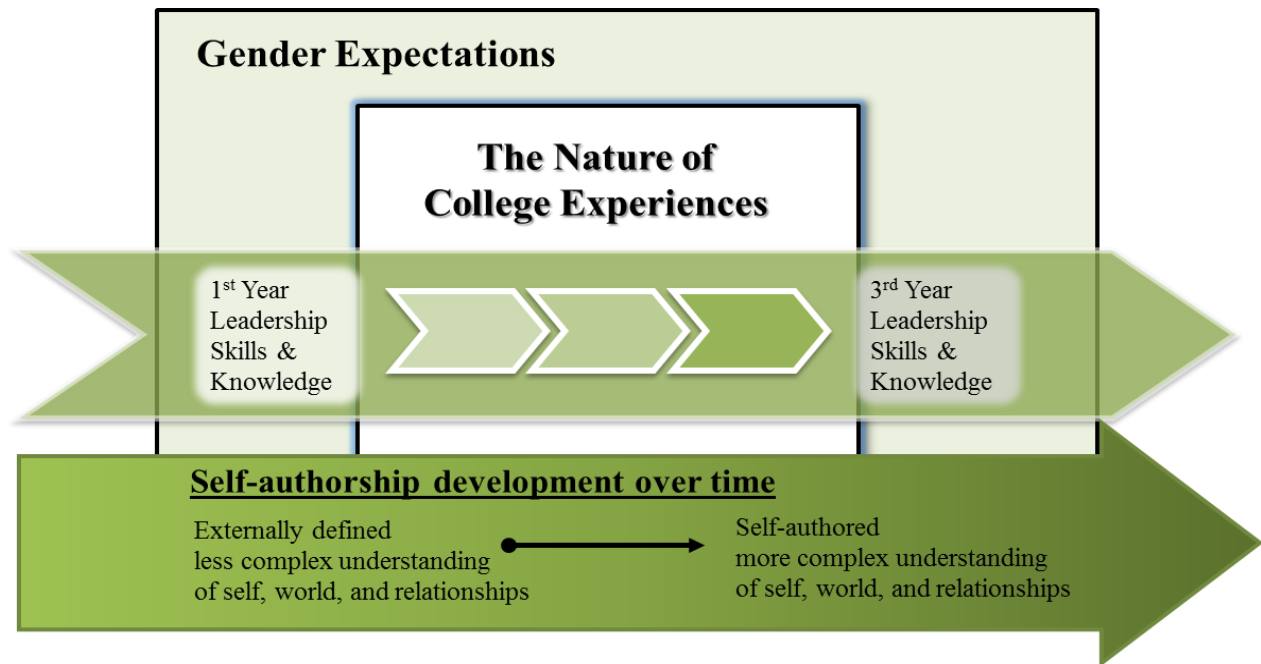 Gender Expectations
The Nature of
College Experiences
1st Year
Leadership
Skills &
Knowledge
3rd Year
Leadership
Skills &
Knowledge
Self-authorship development over time
Externally defined
less complex understanding
of self, world, and relationships
Self-authored
more complex understanding
of self, world, and relationships